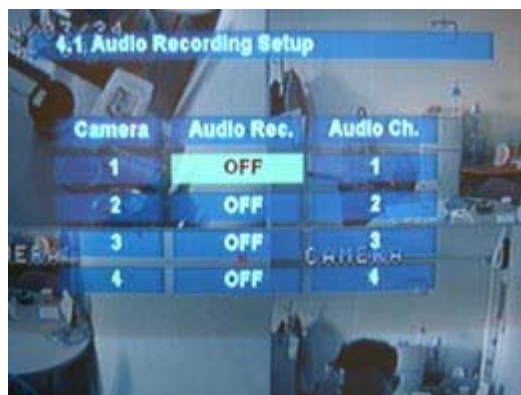 4.1 Audio Recording Setup
Camera Audio Rec. Audio Ch.
1 OFF 1
2 OFF 2
3 OFF 3
CAMERA
4 OFF 4